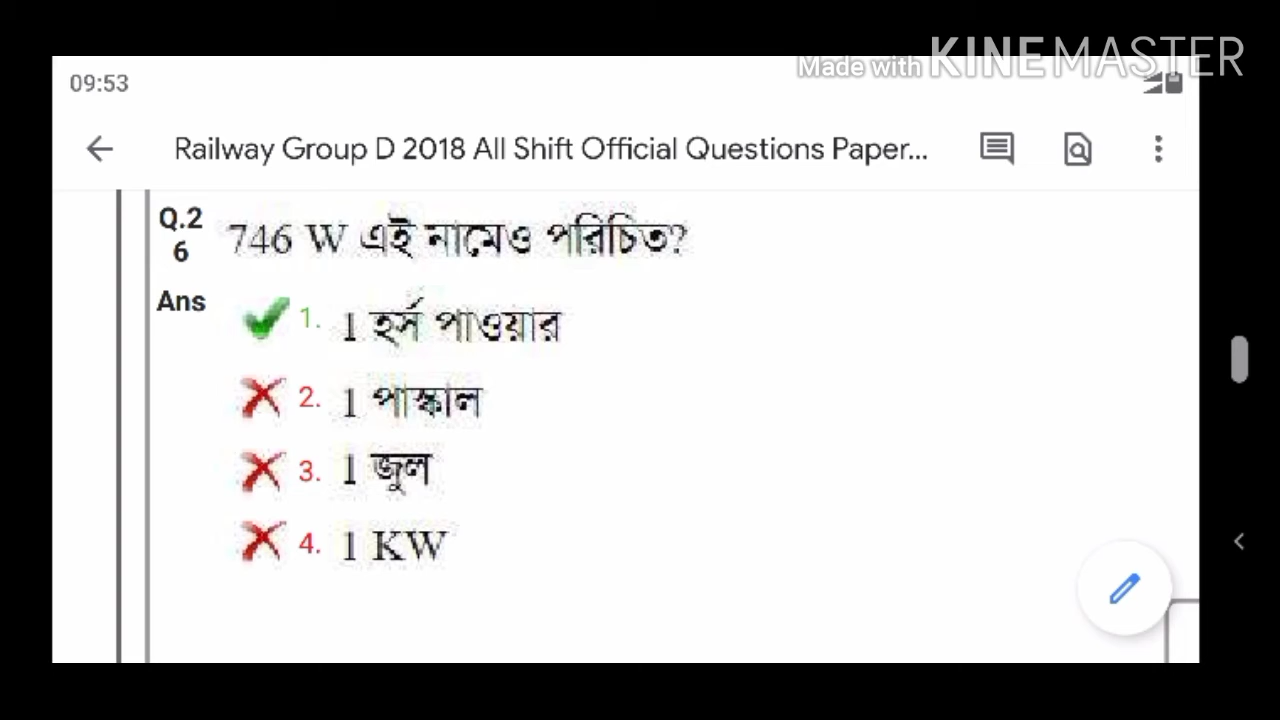 Made with KINEMASTER
09:53
Railway Group D 2018 All Shift Official Questions Paper...
Q.2
6
746 W এই নামেও পরিচিত?
Ans
1. 1 হর্স পাওয়ার
2. 1 পাস্কাল
3. 1 জুল
4. 1 KW